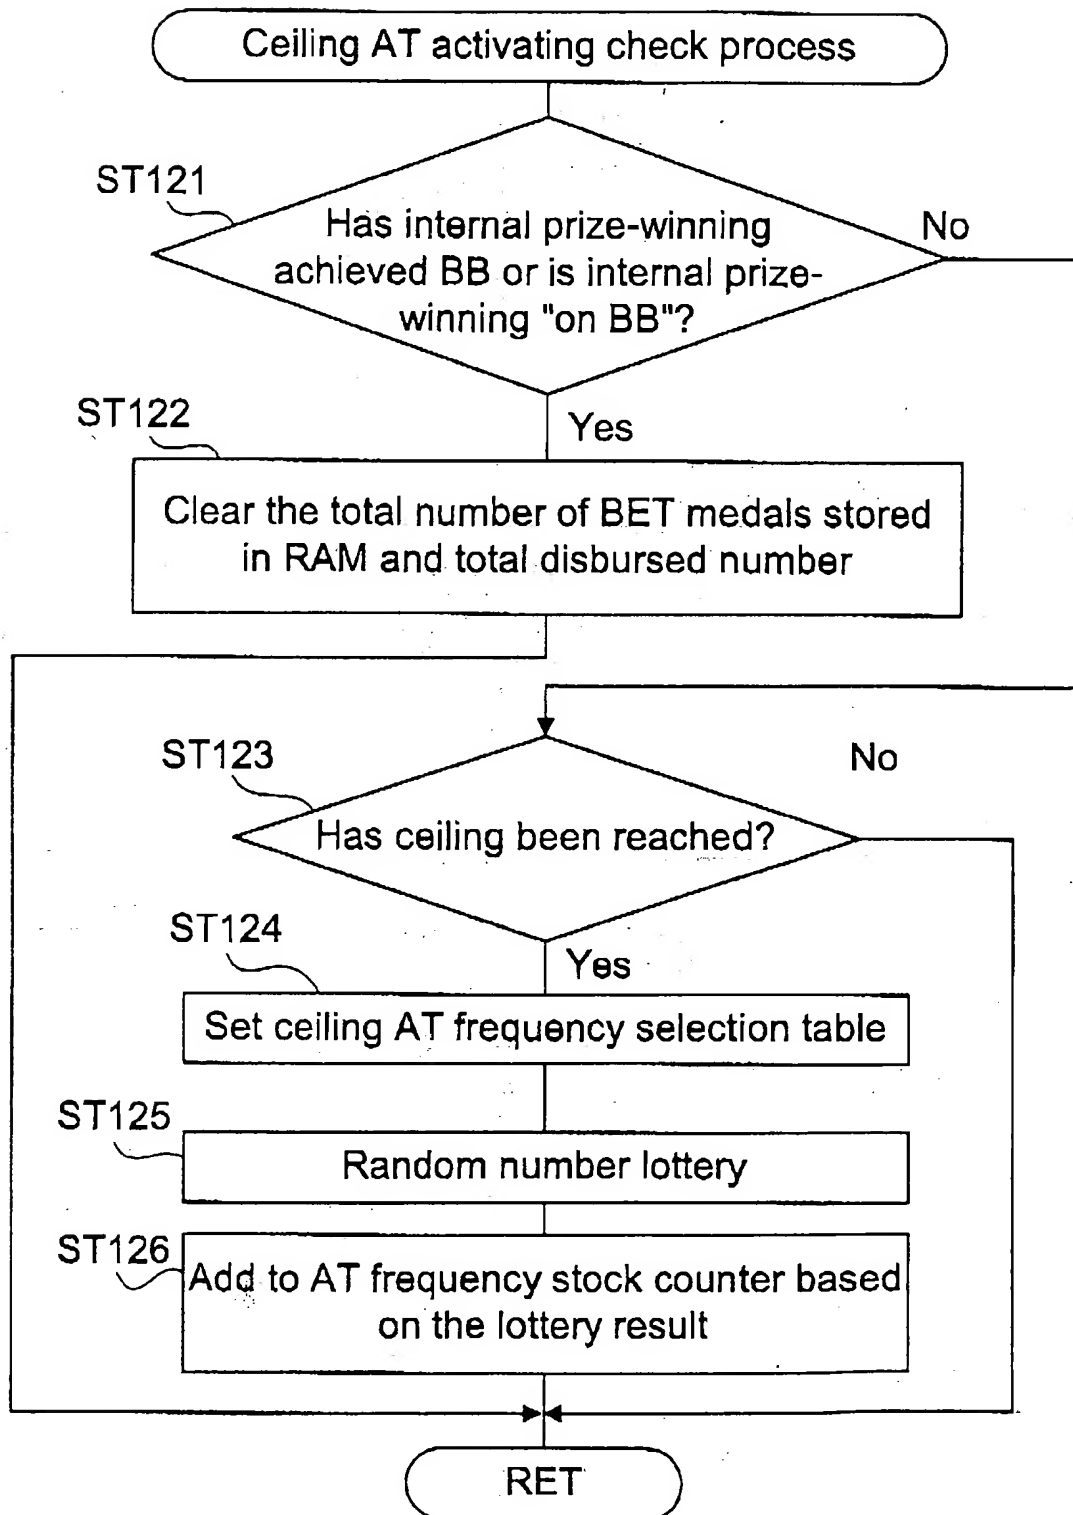 Ceiling AT activating check process
ST121
Has internal prize-winning
achieved BB or is internal prize-
winning "on BB"?
No
ST122
Yes
Clear the total number of BET medals stored
in RAM and total disbursed number
ST123
No
Has ceiling been reached?
ST124
Yes
Set ceiling AT frequency selection table
ST125
Random number lottery
ST126
Add to AT frequency stock counter based
on the lottery result
RET